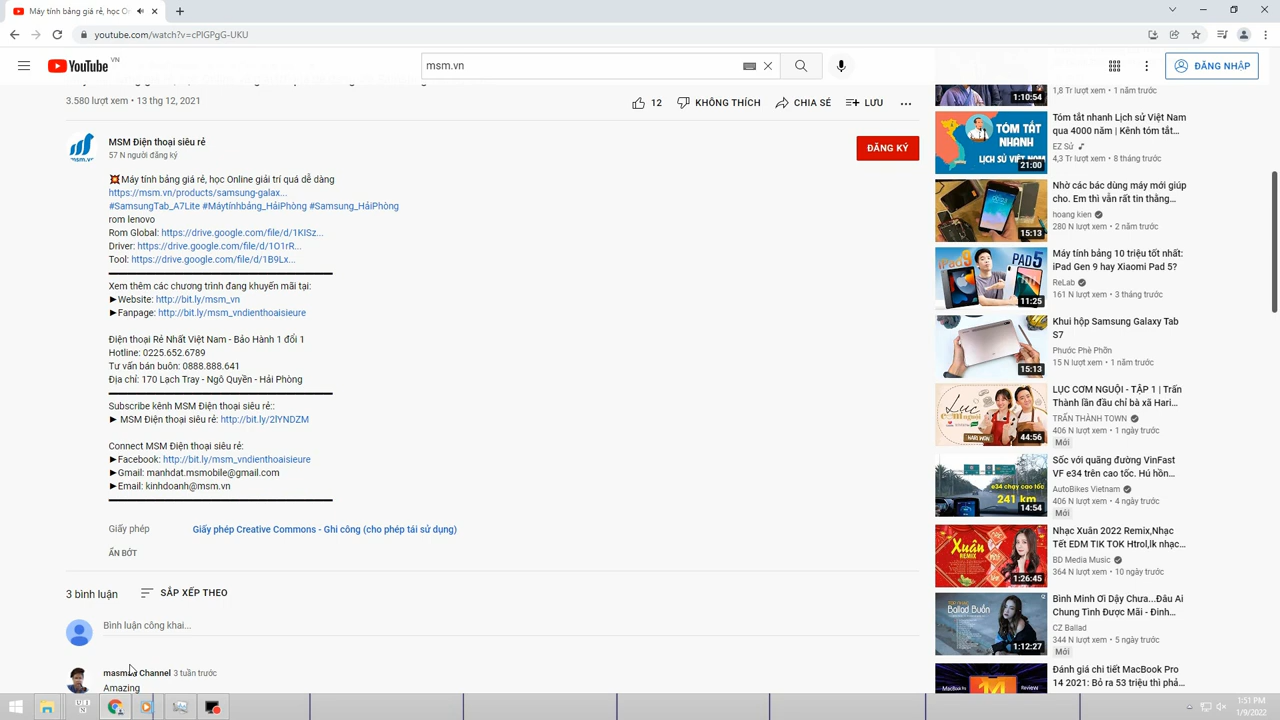 Máy tính bảng giá rẻ, học O
youtube.com/watch?v=cPlGPgG-UKU
YouTube VN
msm.vn
ĐĂNG NHẬP
3.580 lượt xem • 13 thg 12, 2021
12
KHÔNG THÍCH
CHIA SẺ
LƯU
MSM Điện thoại siêu rẻ
57 N người đăng ký
ĐĂNG KÝ
💥Máy tính bảng giá rẻ, học Online giải trí quá dễ dàng
https://msm.vn/products/samsung-galax...
#SamsungTab_A7Lite #Máytínhbảng_HảiPhòng #Samsung_HảiPhòng
rom lenovo
Rom Global: https://drive.google.com/file/d/1KISz...
Driver: https://drive.google.com/file/d/1O1rR...
Tool: https://drive.google.com/file/d/1B9Lx...
Xem thêm các chương trình đang khuyến mãi tại:
►Website: http://bit.ly/msm_vn
►Fanpage: http://bit.ly/msm_vndienthoaisieure
Điện thoại Rẻ Nhất Việt Nam - Bảo Hành 1 đổi 1
Hotline: 0225.652.6789
Tư vấn bán buôn: 0888.888.641
Địa chỉ: 170 Lạch Tray - Ngô Quyền - Hải Phòng
Subscribe kênh MSM Điện thoại siêu rẻ::
► MSM Điện thoại siêu rẻ: http://bit.ly/2lYNDZM
Connect MSM Điện thoại siêu rẻ:
►Facebook: http://bit.ly/msm_vndienthoaisieure
►Gmail: manhdat.msmobile@gmail.com
►Email: kinhdoanh@msm.vn
Giấy phép
Giấy phép Creative Commons - Ghi công (cho phép tái sử dụng)
ẨN BỚT
3 bình luận
SẮP XẾP THEO
Bình luận công khai...
Channel 3 tuần trước
Amazing
1:10:54
1,8 Tr lượt xem • 1 năm trước
TÓM TẮT
NHANH
LỊCH SỬ VIỆT NAM
21:00
Tóm tắt nhanh Lịch sử Việt Nam
qua 4000 năm | Kênh tóm tắt...
EZ Sử
4,3 Tr lượt xem • 8 tháng trước
15:13
Nhờ các bác dùng máy mới giúp
cho. Em thì vẫn rất tin thằng...
hoang kien
280 N lượt xem • 2 năm trước
iPad 9
PAD 5
11:25
Máy tính bảng 10 triệu tốt nhất:
iPad Gen 9 hay Xiaomi Pad 5?
ReLab
161 N lượt xem • 3 tháng trước
15:13
Khui hộp Samsung Galaxy Tab
S7
Phước Phè Phỡn
15 N lượt xem • 1 năm trước
Lục
HARI WON
44:56
LỤC CƠM NGUỘI - TẬP 1 | Trấn
Thành lần đầu chỉ bà xã Hari...
TRẤN THÀNH TOWN
406 N lượt xem • 1 ngày trước
Mới
e34 chạy cao tốc
241 km
14:54
Sốc với quãng đường VinFast
VF e34 trên cao tốc. Hú hồn...
AutoBikes Vietnam
406 N lượt xem • 4 ngày trước
Mới
Xuân
REMIX
1:26:45
Nhạc Xuân 2022 Remix,Nhạc
Tết EDM TIK TOK Htrol,lk nhạc...
BD Media Music
364 N lượt xem • 10 ngày trước
Ballad Buồn
1:12:27
Bình Minh Ơi Dậy Chưa...Đâu Ai
Chung Tình Được Mãi - Đinh...
CZ Ballad
344 N lượt xem • 5 ngày trước
Mới
MacBook Pro
Review
Đánh giá chi tiết MacBook Pro
14 2021: Bỏ ra 53 triệu thì phả...
1:51 PM
1/9/2022